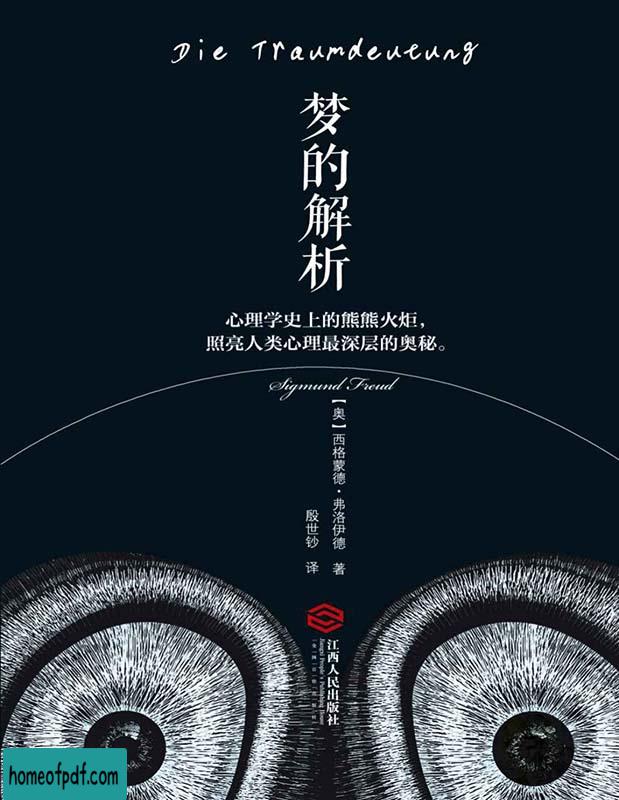 Die Traumdeutung
梦的解析
心理学史上的熊熊火炬，
照亮人类心理最深层的奥秘。
Sigmund Freud
【奥】西格蒙德·弗洛伊德 著
殷世钞 译
江西人民出版社
homeofpdf.com